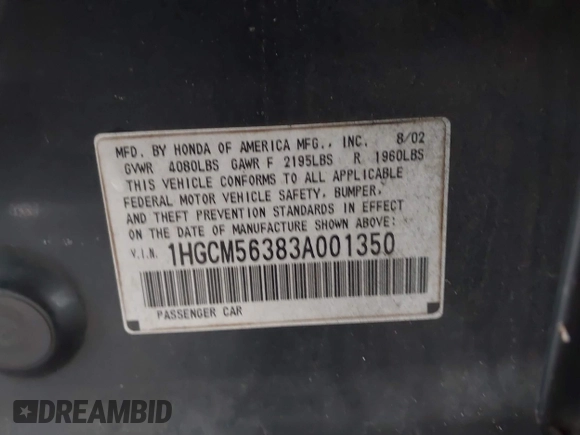 MFD. BY HONDA OF AMERICA MFG., INC. 8/02
GVWR 4080LBS GAWR F 2195LBS R 1960LBS
THIS VEHICLE CONFORMS TO ALL APPLICABLE
FEDERAL MOTOR VEHICLE SAFETY, BUMPER,
AND THEFT PREVENTION STANDARDS IN EFFECT
ON THE DATE OF MANUFACTURE SHOWN ABOVE:
V.I.N. 1HGCM56383A001350
PASSENGER CAR
DREAMBID